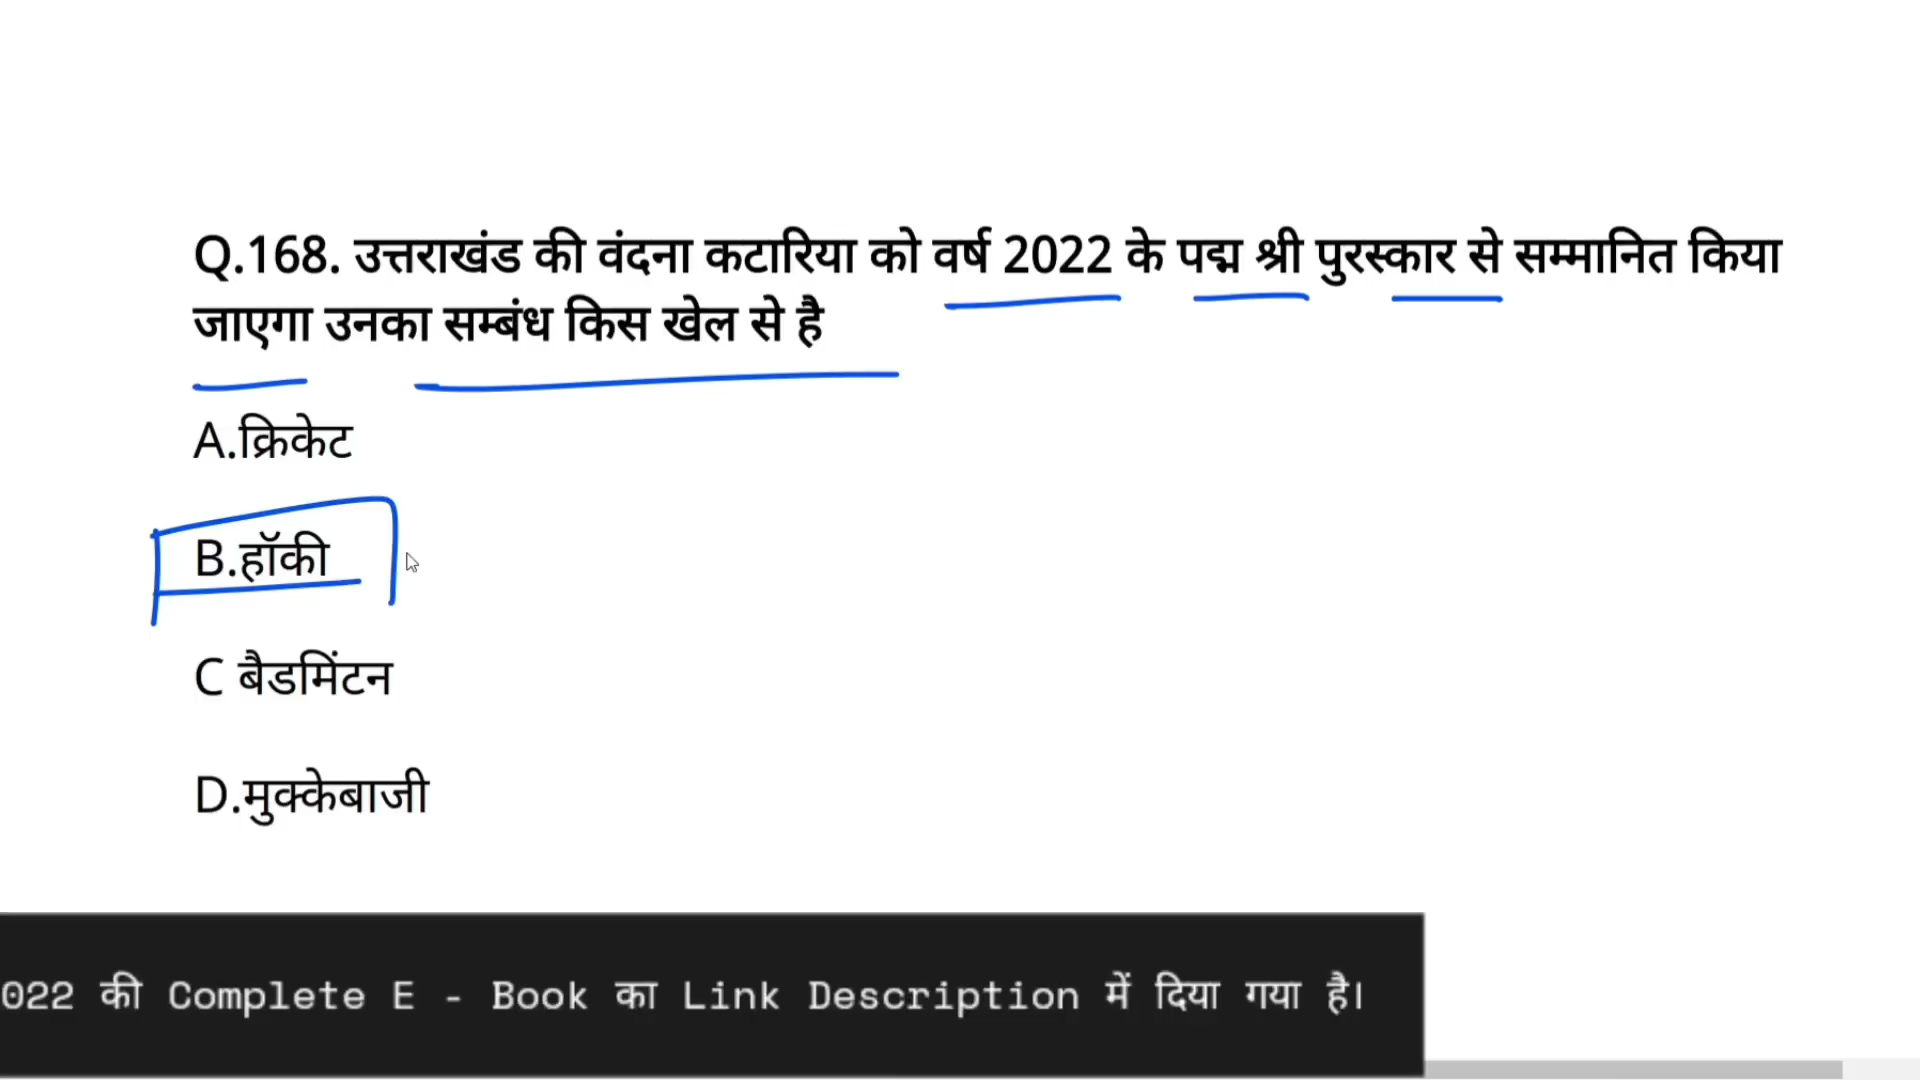 Q.168. उत्तराखंड की वंदना कटारिया को वर्ष 2022 के पद्म श्री पुरस्कार से सम्मानित किया
जाएगा उनका सम्बंध किस खेल से है
A.क्रिकेट
B.हॉकी
C बैडमिंटन
D.मुक्केबाजी
022 की Complete E - Book का Link Description में दिया गया है।